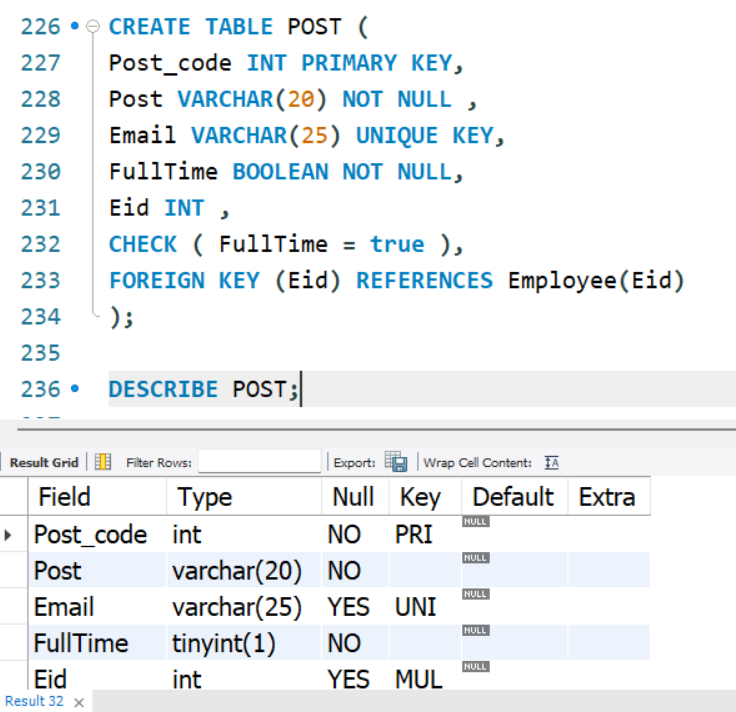 226 CREATE TABLE POST (
227 Post_code INT PRIMARY KEY,
228 Post VARCHAR(20) NOT NULL ,
229 Email VARCHAR(25) UNIQUE KEY,
230 FullTime BOOLEAN NOT NULL,
231 Eid INT ,
232 CHECK ( FullTime = true ),
233 FOREIGN KEY (Eid) REFERENCES Employee(Eid)
234 );
235
236 DESCRIBE POST;
Result Grid Filter Rows: Export: Wrap Cell Content: IA
Field Type Null Key Default Extra
Post_code int NO PRI NULL
Post varchar(20) NO NULL
Email varchar(25) YES UNI NULL
FullTime tinyint(1) NO NULL
Eid int YES MUL NULL
Result 32 ×